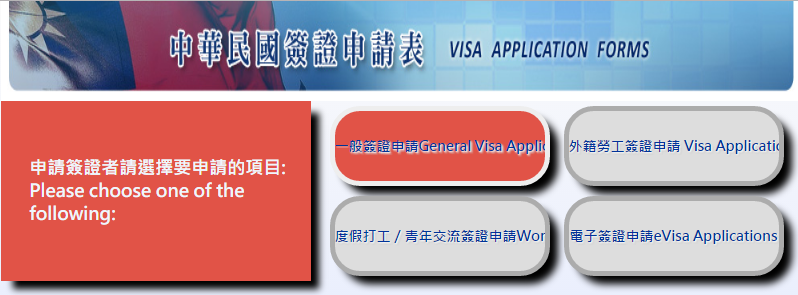 中華民國簽證申請表 VISA APPLICATION FORMS
申請簽證者請選擇要申請的項目:
Please choose one of the
following:
一般簽證申請General Visa Applic
外籍勞工簽證申請 Visa Applicatio
度假打工 / 青年交流簽證申請Wor
電子簽證申請eVisa Applications